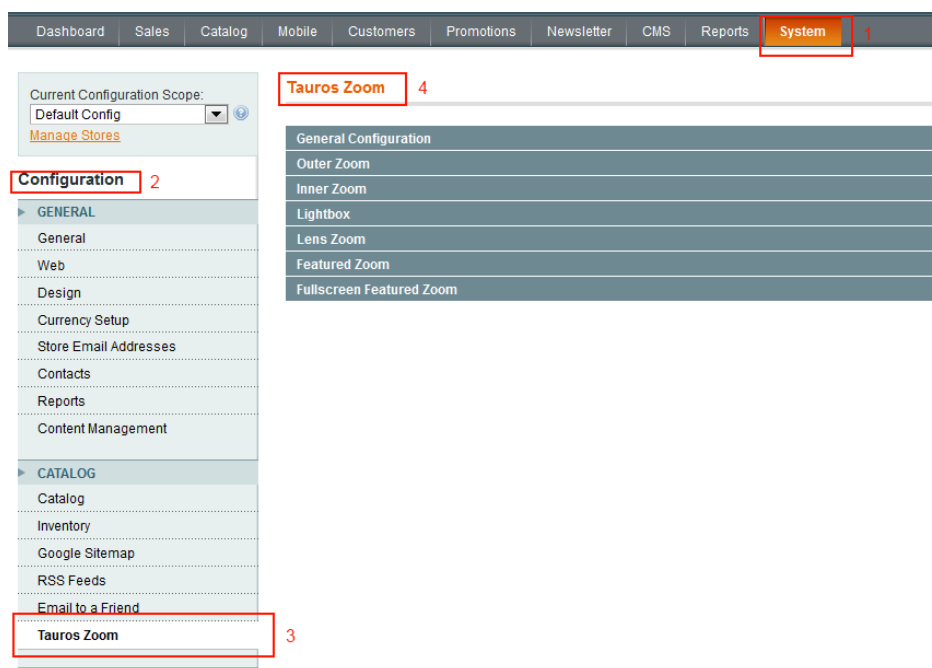 Dashboard Sales Catalog Mobile Customers Promotions Newsletter CMS Reports System 1
Current Configuration Scope:
Default Config
Manage Stores
Configuration 2
GENERAL
General
Web
Design
Currency Setup
Store Email Addresses
Contacts
Reports
Content Management
CATALOG
Catalog
Inventory
Google Sitemap
RSS Feeds
Email to a Friend
Tauros Zoom 3
Tauros Zoom 4
General Configuration
Outer Zoom
Inner Zoom
Lightbox
Lens Zoom
Featured Zoom
Fullscreen Featured Zoom